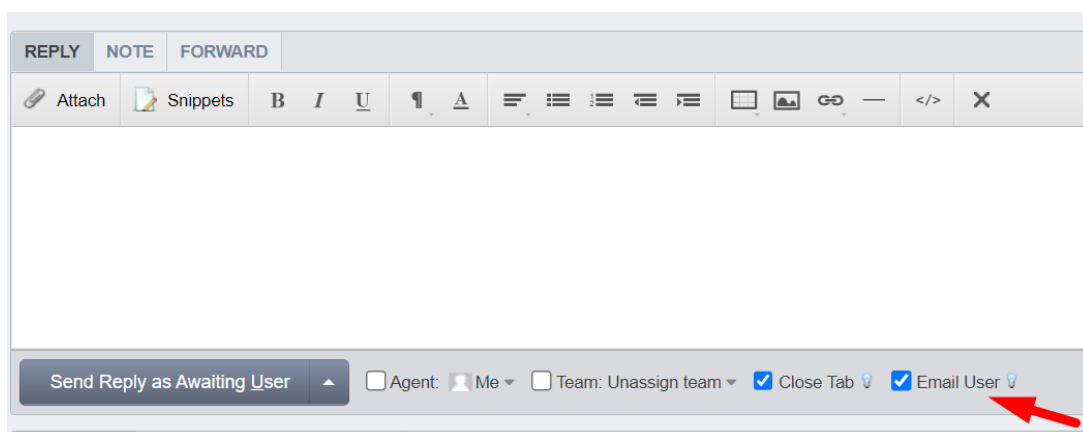 REPLY NOTE FORWARD
Attach Snippets B I U ¶ A </> X
Send Reply as Awaiting User Agent: Me Team: Unassign team Close Tab Email User